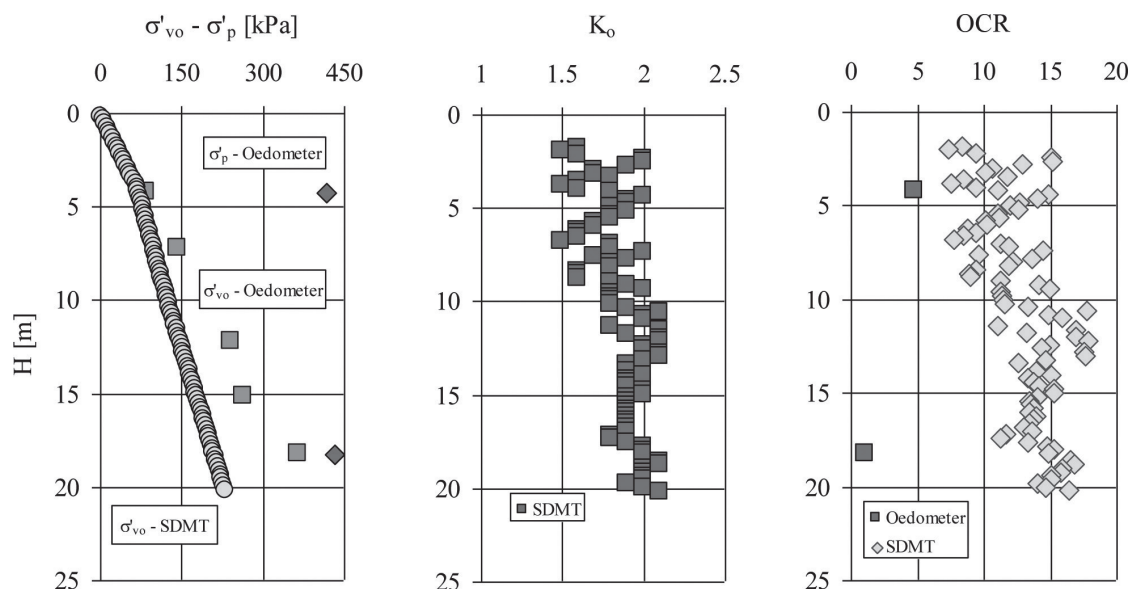 σ'vo - σ'p [kPa]
0 150 300 450
0
5
10
15
20
25
H [m]
σ'p - Oedometer
σ'vo - Oedometer
σ'vo - SDMT
Ko
1 1.5 2 2.5
0
5
10
15
20
25
SDMT
OCR
0 5 10 15 20
0
5
10
15
20
25
Oedometer
SDMT